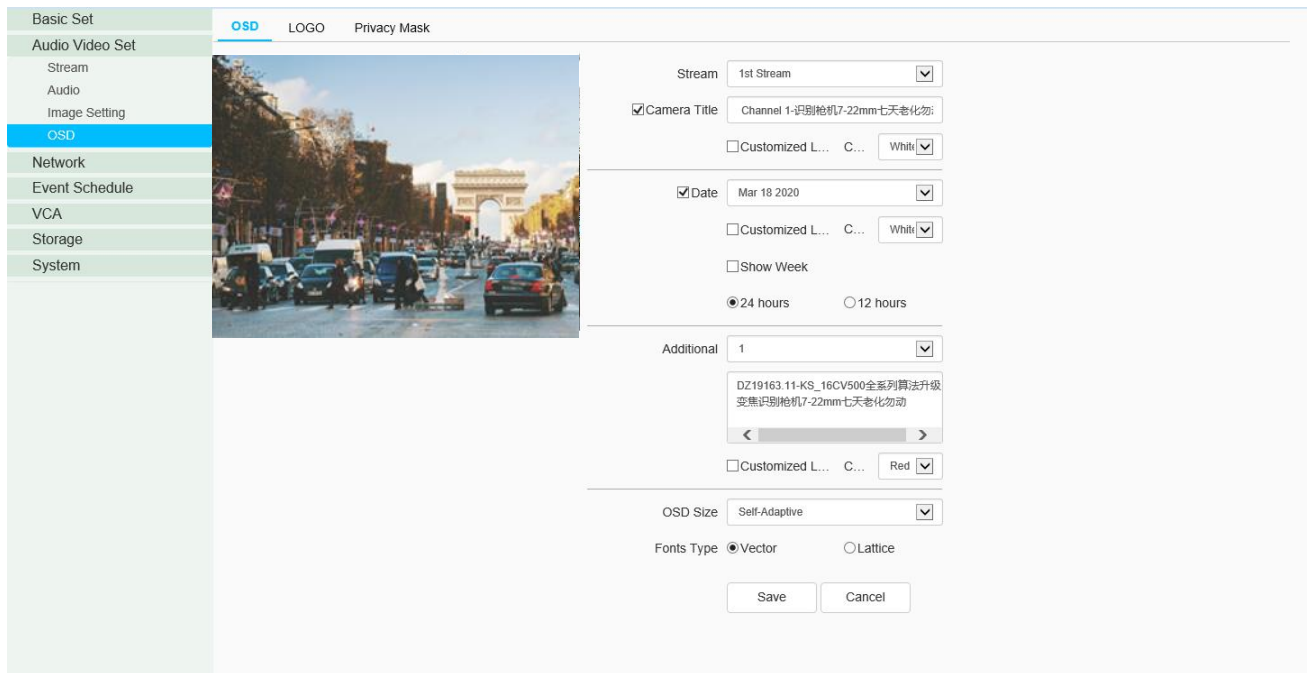 Basic Set
Audio Video Set
Stream
Audio
Image Setting
OSD
Network
Event Schedule
VCA
Storage
System
OSD LOGO Privacy Mask
Stream 1st Stream
Camera Title Channel 1-识别枪机7-22mm七天老化勿
Customized L... C... White
Date Mar 18 2020
Customized L... C... White
Show Week
24 hours 12 hours
Additional 1
DZ19163.11-KS_16CV500全系列算法升级
变焦识别枪机7-22mm七天老化勿动
Customized L... C... Red
OSD Size Self-Adaptive
Fonts Type Vector Lattice
Save Cancel